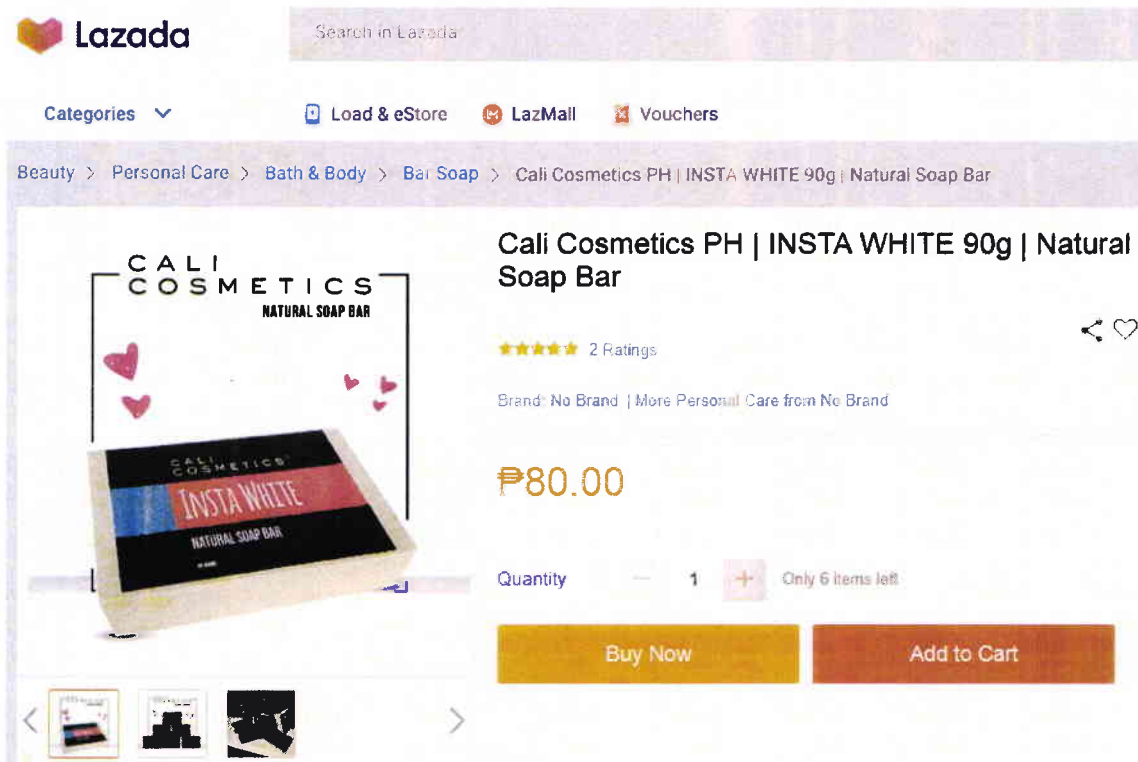 Lazada
Search in Lazada
Categories
Load & eStore
LazMall
Vouchers
Beauty > Personal Care > Bath & Body > Bar Soap > Cali Cosmetics PH | INSTA WHITE 90g | Natural Soap Bar
CALI
COSMETICS
NATURAL SOAP BAR
CALI
COSMETICS
INSTA WHITE
NATURAL SOAP BAR
Cali Cosmetics PH | INSTA WHITE 90g | Natural
Soap Bar
2 Ratings
Brand: No Brand | More Personal Care from No Brand
₱80.00
Quantity
1
Only 6 items left
Buy Now
Add to Cart